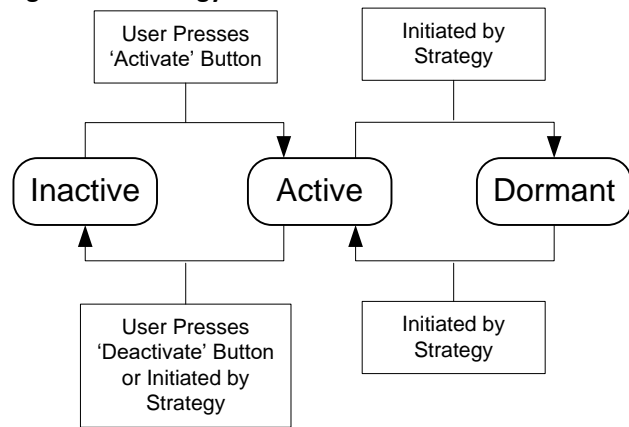 User Presses
'Activate' Button
Initiated by
Strategy
Inactive
Active
Dormant
User Presses
'Deactivate' Button
or Initiated by
Strategy
Initiated by
Strategy